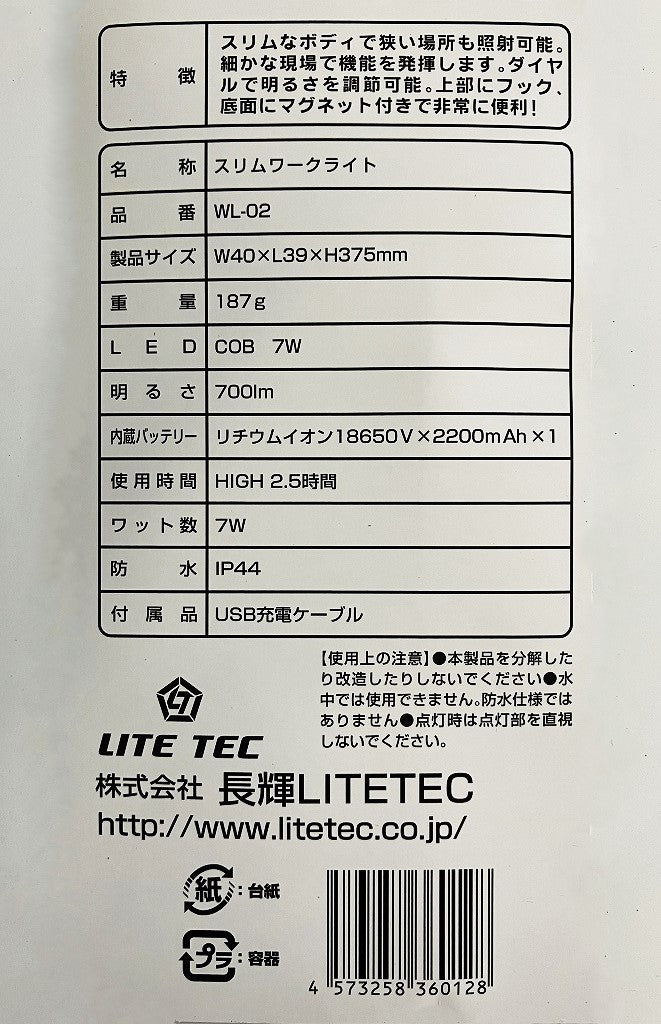 特徴
スリムなボディで狭い場所も照射可能。
細かな現場で機能を発揮します。ダイヤ
ルで明るさを調節可能。上部にフック、
底面にマグネット付きで非常に便利!
名称 スリムワークライト
品番 WL-02
製品サイズ W40×L39×H375mm
重量 187g
LED COB 7W
明るさ 700lm
内蔵バッテリー リチウムイオン18650V×2200mAh×1
使用時間 HIGH 2.5時間
ワット数 7W
防水 IP44
付属品 USB充電ケーブル
【使用上の注意】●本製品を分解した
り改造したりしないでください●水
中では使用できません。防水仕様では
ありません●点灯時は点灯部を直視
しないでください。
LITE TEC
株式会社 長輝LITETEC
http://www.litetec.co.jp/
紙:台紙
プラ:容器
4 573258 360128